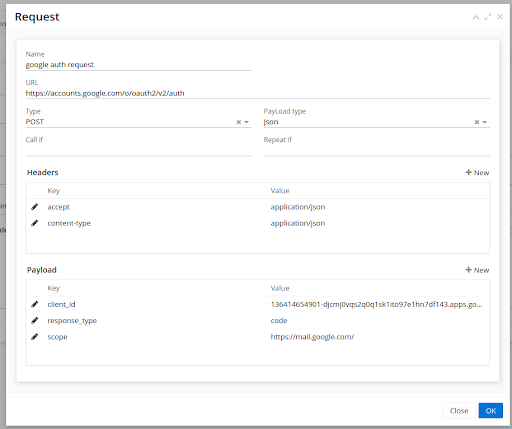 Request
Name
google auth request
URL
https://accounts.google.com/o/oauth2/v2/auth
Type
PayLoad type
POST
Json
Call if
Repeat if
Headers
New
Key
Value
accept
application/json
content-type
application/json
Payload
New
Key
Value
client_id
136414654901-djcmj0vqs2q0q1sk1ito97e1hn7df143.apps.go...
response_type
code
scope
https://mail.google.com/
Close
OK